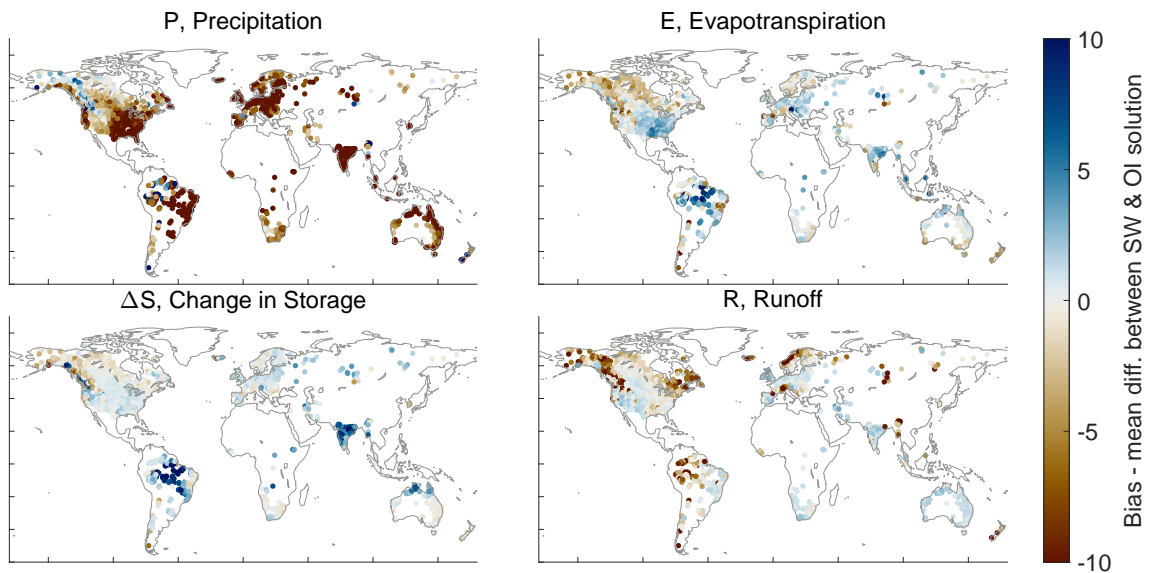 P, Precipitation
E, Evapotranspiration
ΔS, Change in Storage
R, Runoff
10
5
0
-5
-10
Bias - mean diff. between SW & OI solution